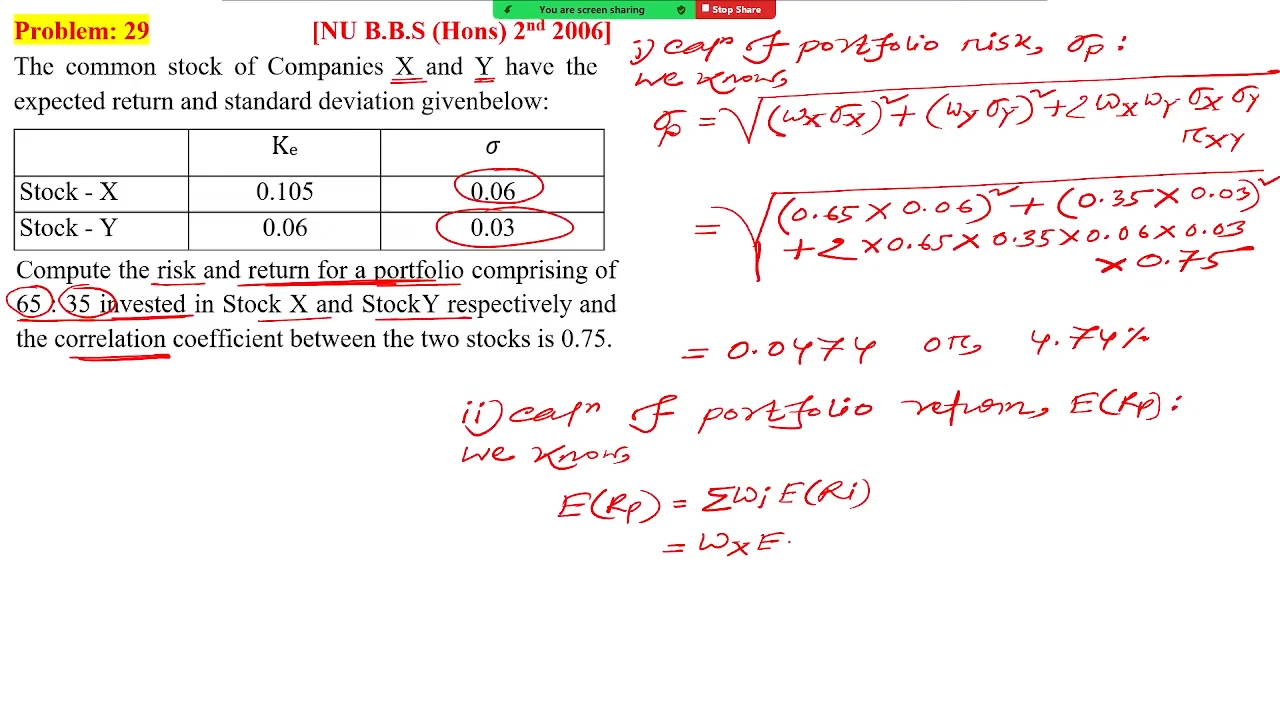 You are screen sharing
Stop Share
Problem: 29 [NU B.B.S (Hons) 2nd 2006]
The common stock of Companies X and Y have the
expected return and standard deviation givenbelow:
Ke σ
Stock - X 0.105 0.06
Stock - Y 0.06 0.03
Compute the risk and return for a portfolio comprising of
65 : 35 invested in Stock X and StockY respectively and
the correlation coefficient between the two stocks is 0.75.
i) calⁿ of portfolio risk, σp :
we know,
σp = √(wxσx)² + (wyσy)² + 2wx wy σx σy
rxy
= √(0.65 × 0.06)² + (0.35 × 0.03)²
+ 2 × 0.65 × 0.35 × 0.06 × 0.03
× 0.75
= 0.0474 or, 4.74%
ii) calⁿ of portfolio return, E(Rp) :
we know,
E(Rp) = Σwi E(Ri)
= wx E